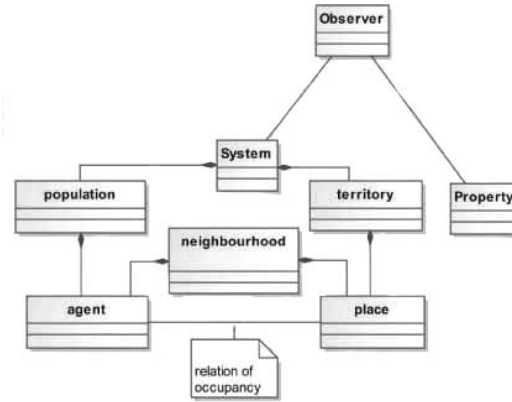 Observer
System
population
territory
Property
neighbourhood
agent
place
relation of
occupancy